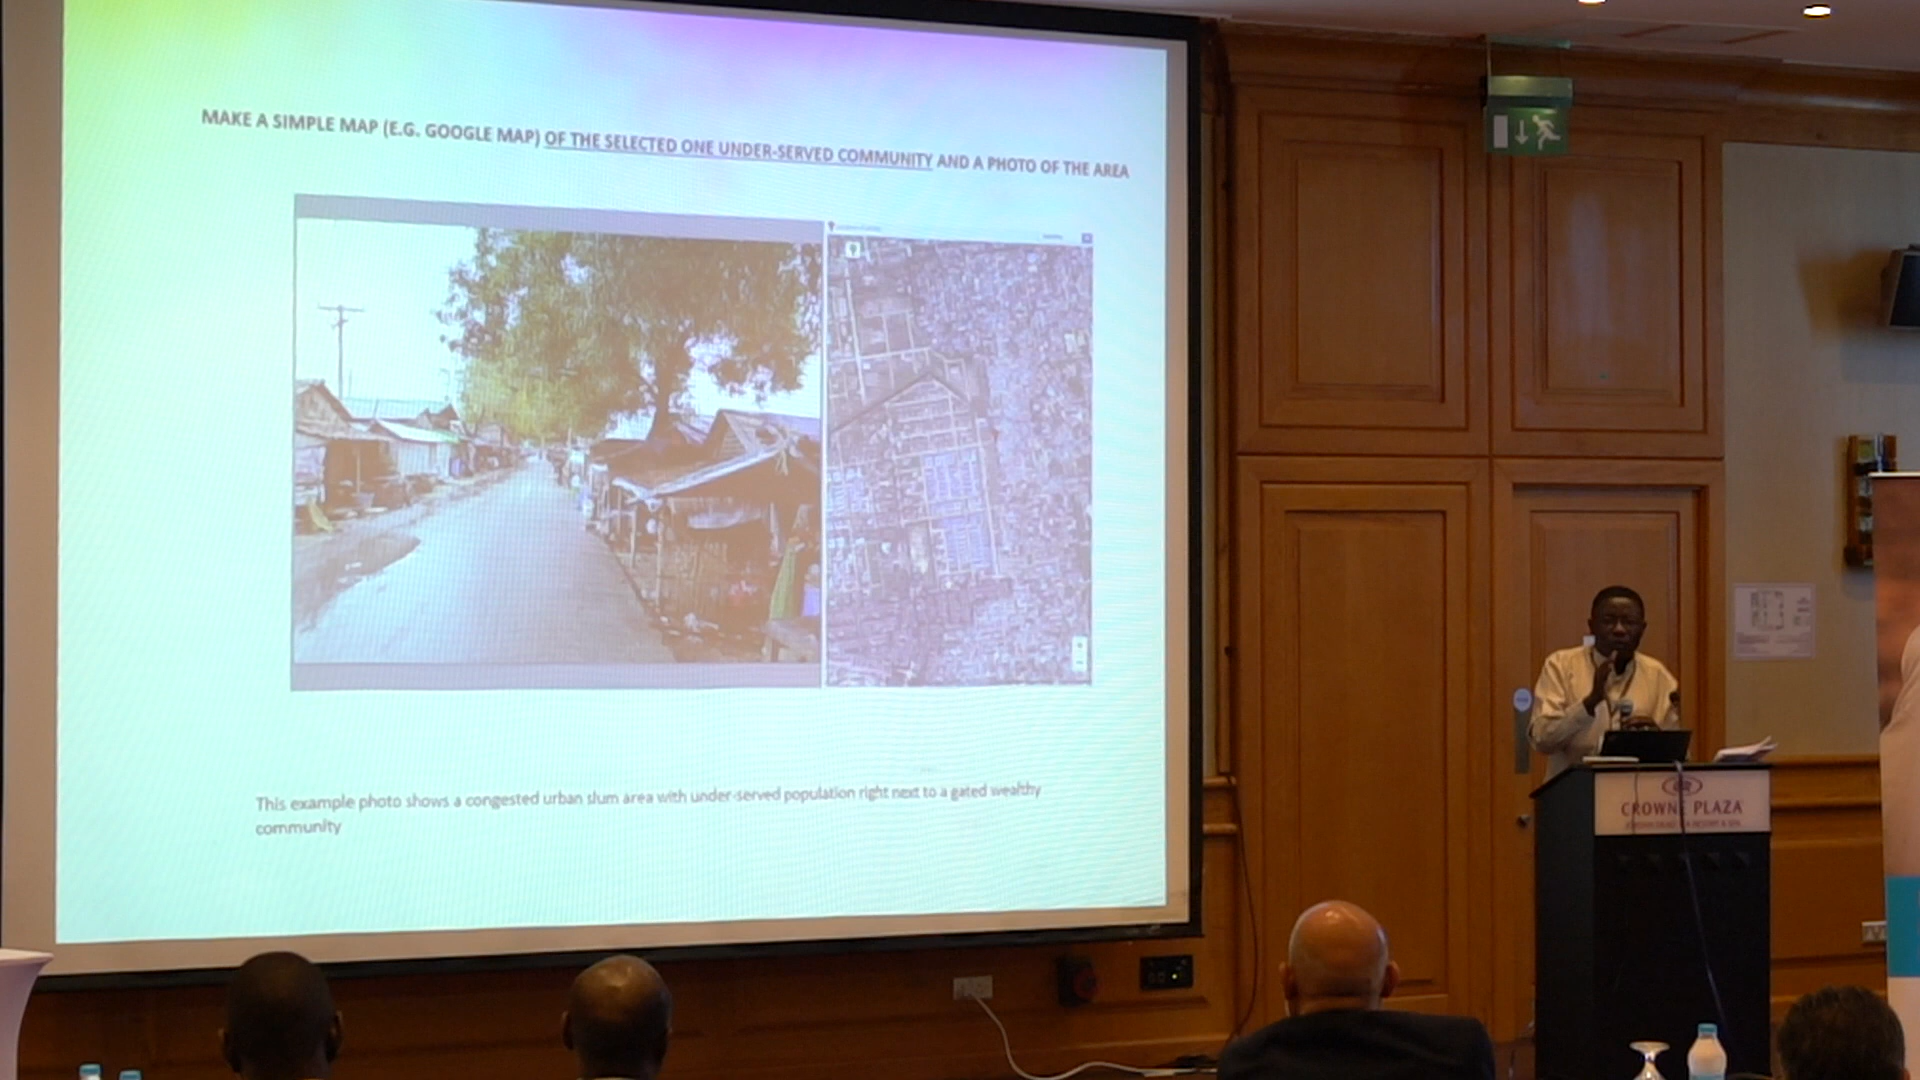 MAKE A SIMPLE MAP (E.G. GOOGLE MAP) OF THE SELECTED ONE UNDER-SERVED COMMUNITY AND A PHOTO OF THE AREA
This example photo shows a congested urban slum area with under-served population right next to a gated wealthy
community
CROWNE PLAZA